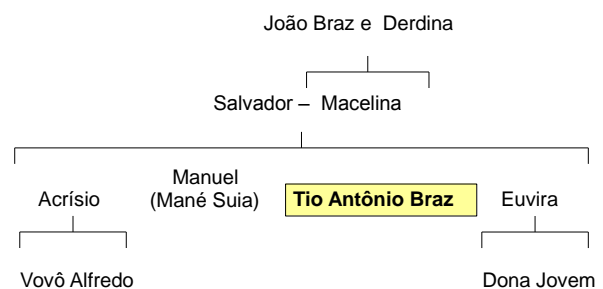 João Braz e Derdina
Salvador – Macelina
Acrísio
Manuel
(Mané Suia)
Tio Antônio Braz
Euvira
Vovô Alfredo
Dona Jovem